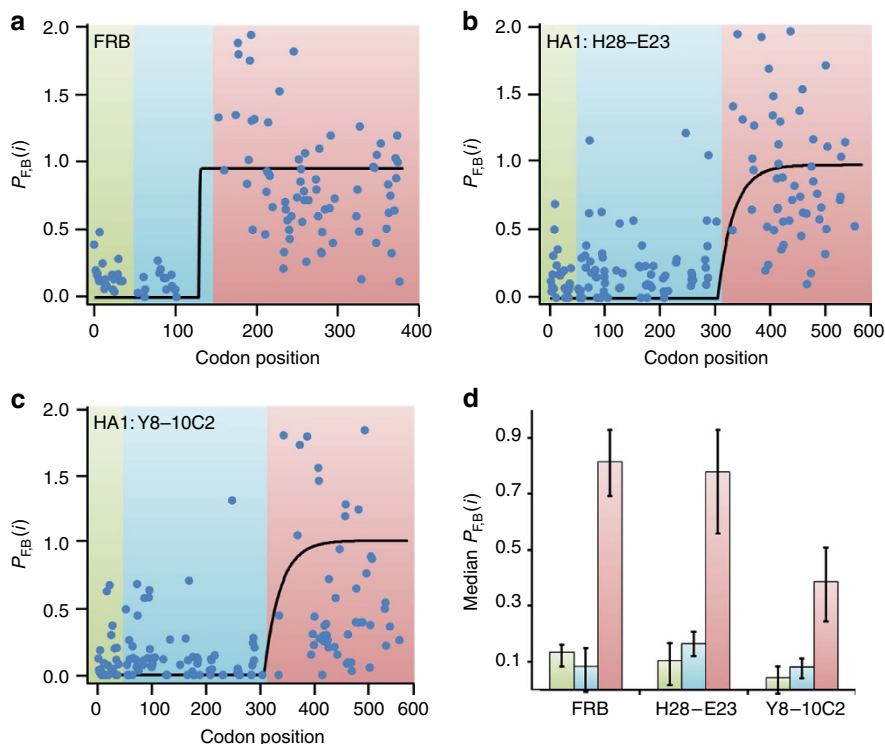 a
FRB
2.0
1.5
1.0
0.5
0.0
P_F,B(i)
0 100 200 300 400
Codon position
b
HA1: H28–E23
2.0
1.5
1.0
0.5
0.0
P_F,B(i)
0 100 200 300 400 500 600
Codon position
c
HA1: Y8–10C2
2.0
1.5
1.0
0.5
0.0
P_F,B(i)
0 100 200 300 400 500 600
Codon position
d
0.9
0.7
0.5
0.3
0.1
Median P_F,B(i)
FRB H28–E23 Y8–10C2